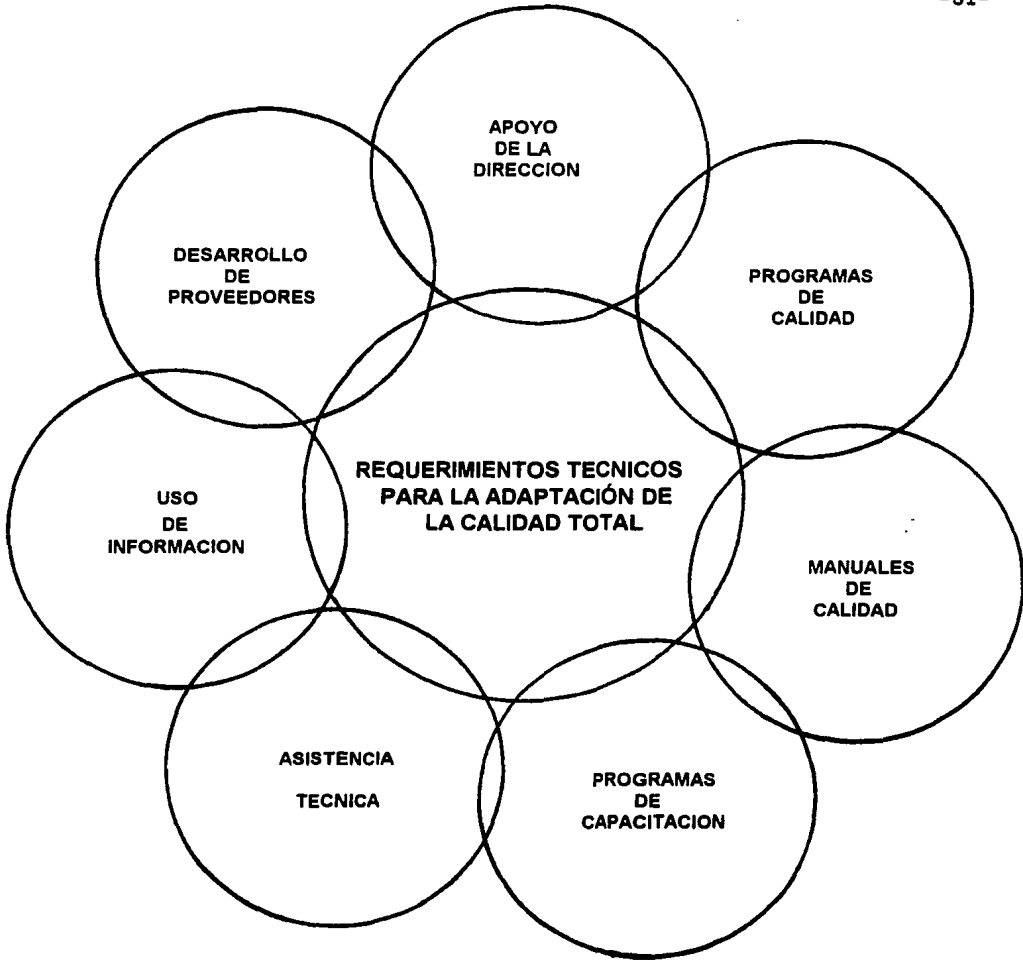 APOYO
DE LA
DIRECCION
DESARROLLO
DE
PROVEEDORES
PROGRAMAS
DE
CALIDAD
REQUERIMIENTOS TECNICOS
PARA LA ADAPTACIÓN DE
LA CALIDAD TOTAL
USO
DE
INFORMACION
MANUALES
DE
CALIDAD
ASISTENCIA
TECNICA
PROGRAMAS
DE
CAPACITACION